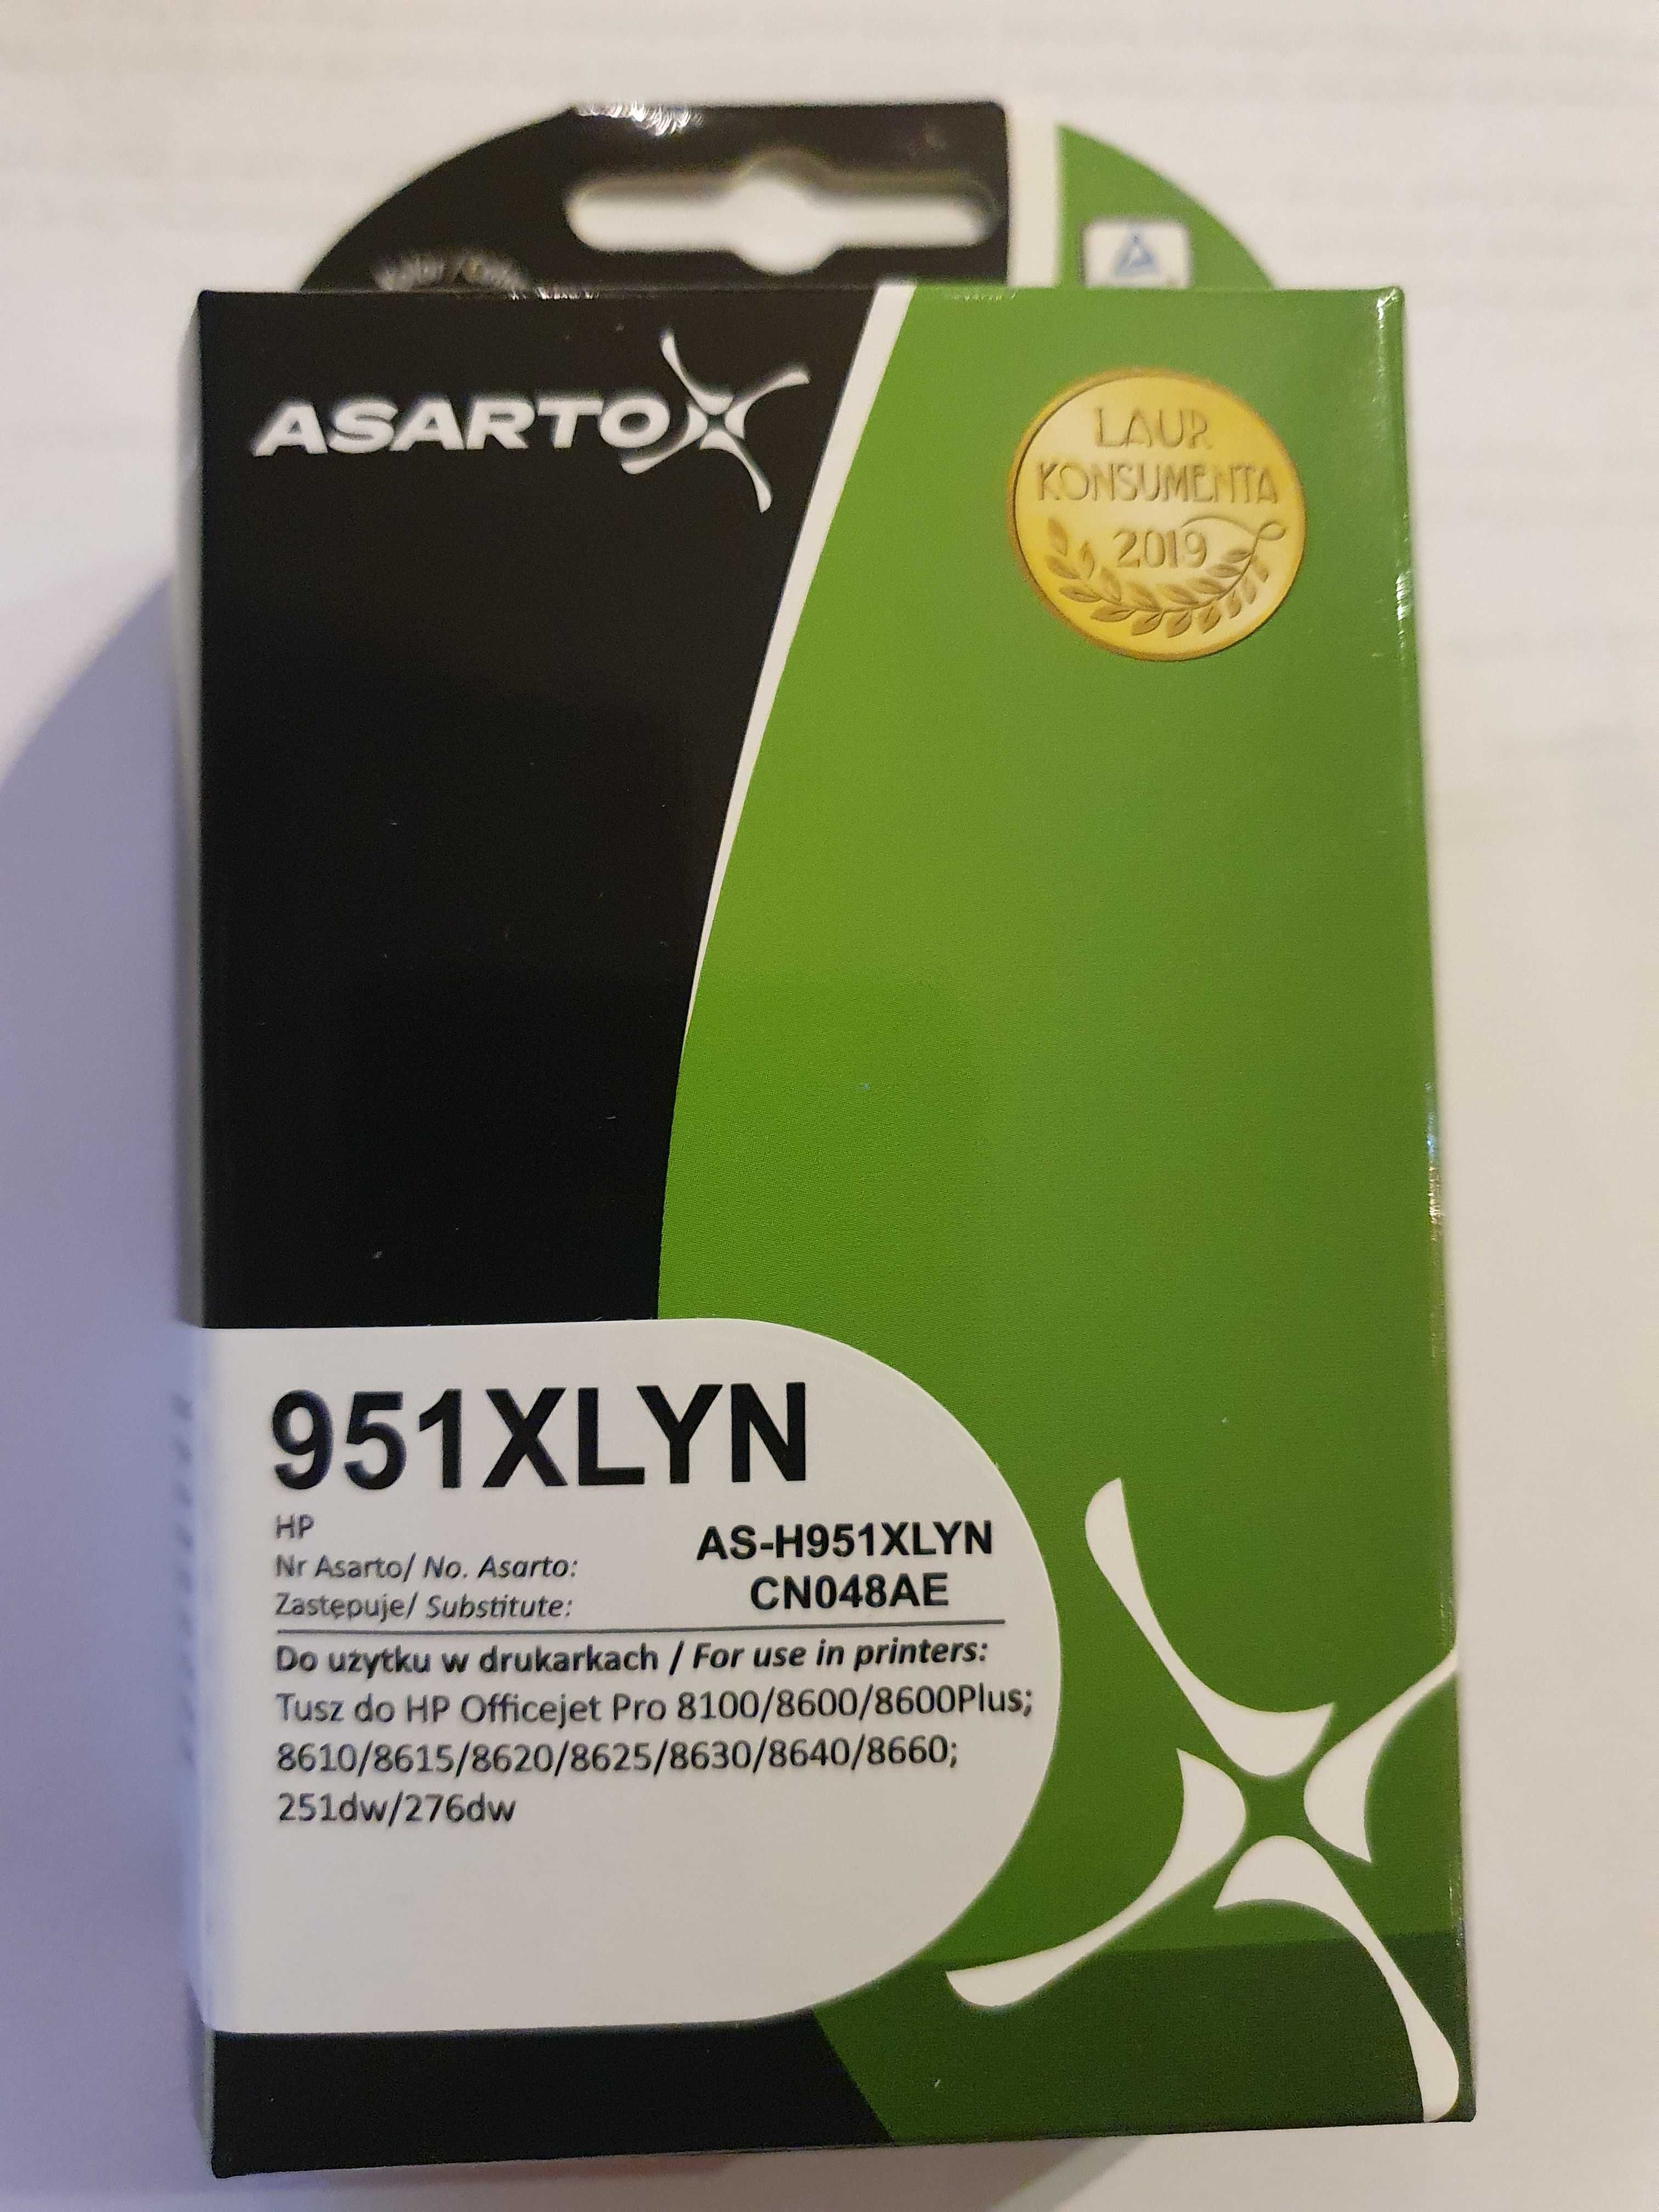 Kolor / Color
ASARTO
LAUR
KONSUMENTA
2019
951XLYN
HP
Nr Asarto/ No. Asarto: AS-H951XLYN
Zastępuje/ Substitute: CN048AE
Do użytku w drukarkach / For use in printers:
Tusz do HP Officejet Pro 8100/8600/8600Plus;
8610/8615/8620/8625/8630/8640/8660;
251dw/276dw